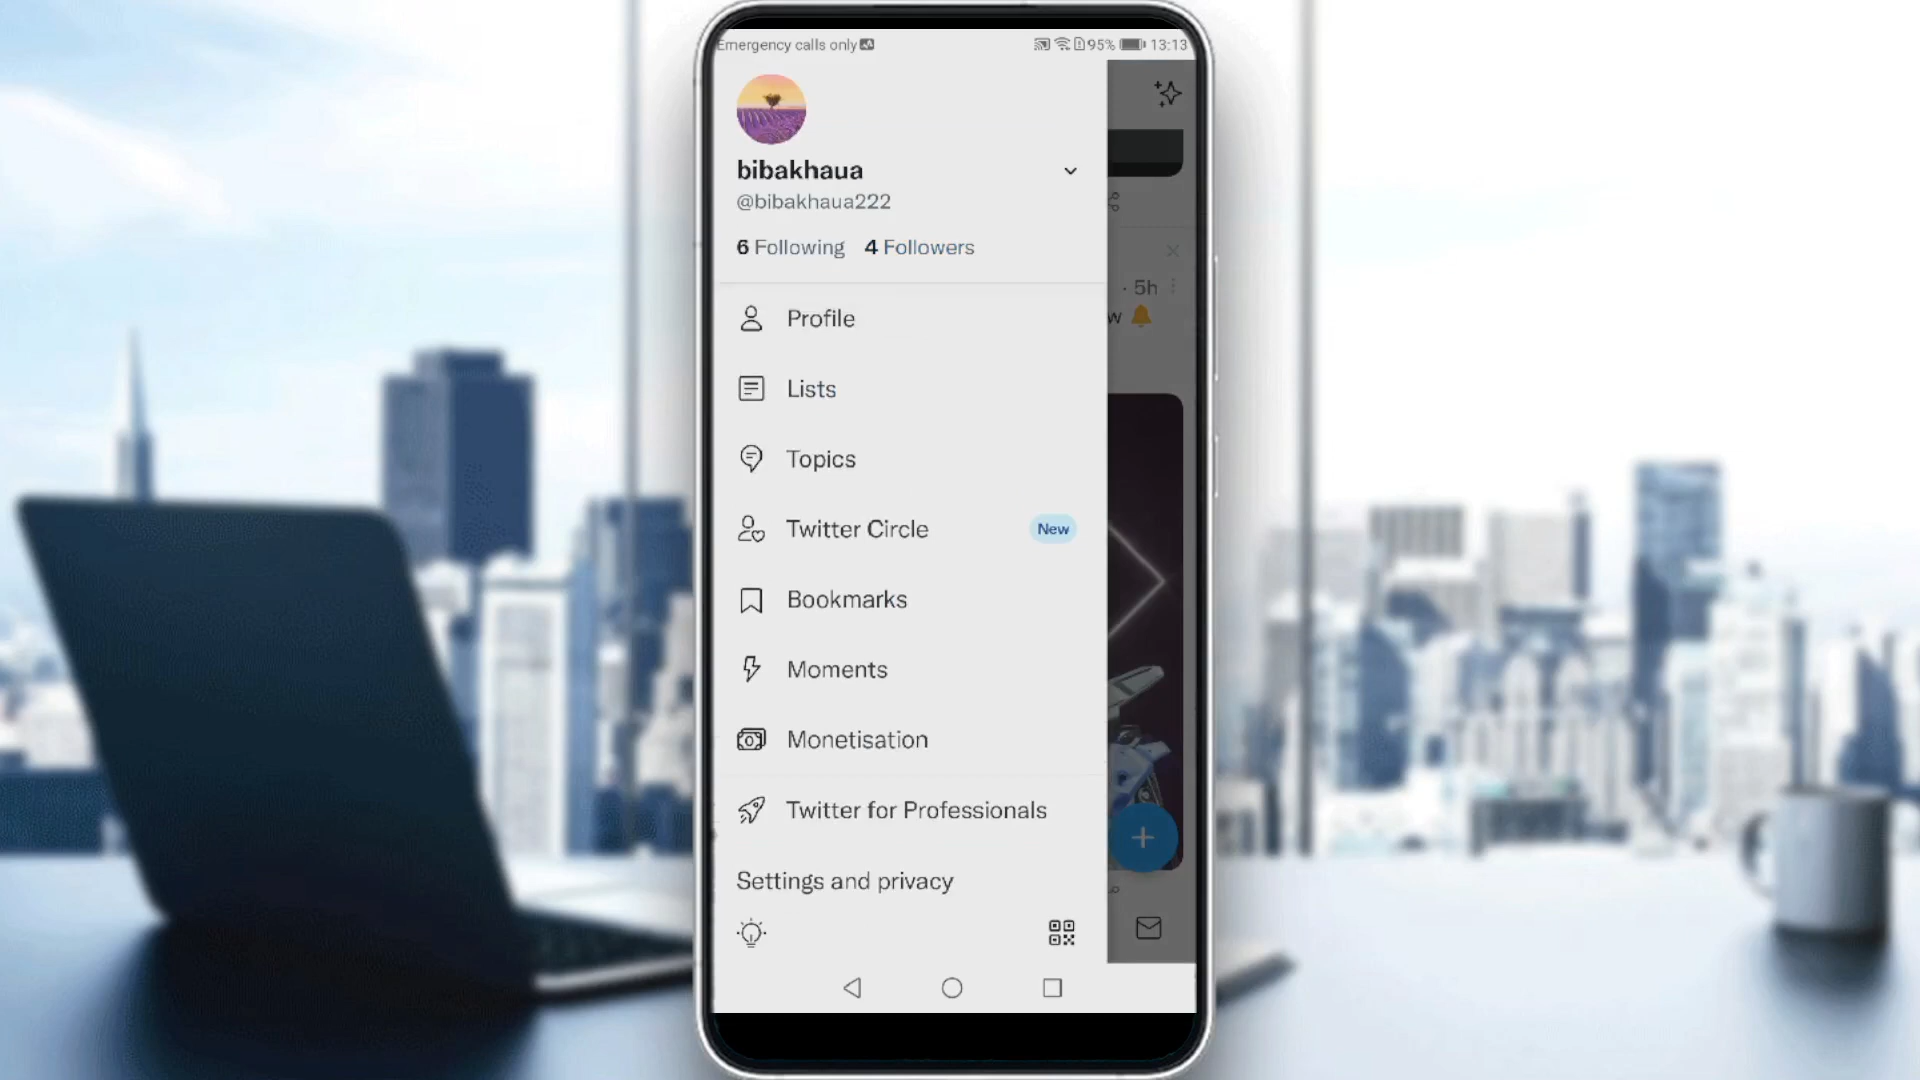 Emergency calls only
95% 13:13
bibakhaua
@bibakhaua222
6 Following 4 Followers
· 5h
w
Profile
Lists
Topics
Twitter Circle New
Bookmarks
Moments
Monetisation
Twitter for Professionals
Settings and privacy